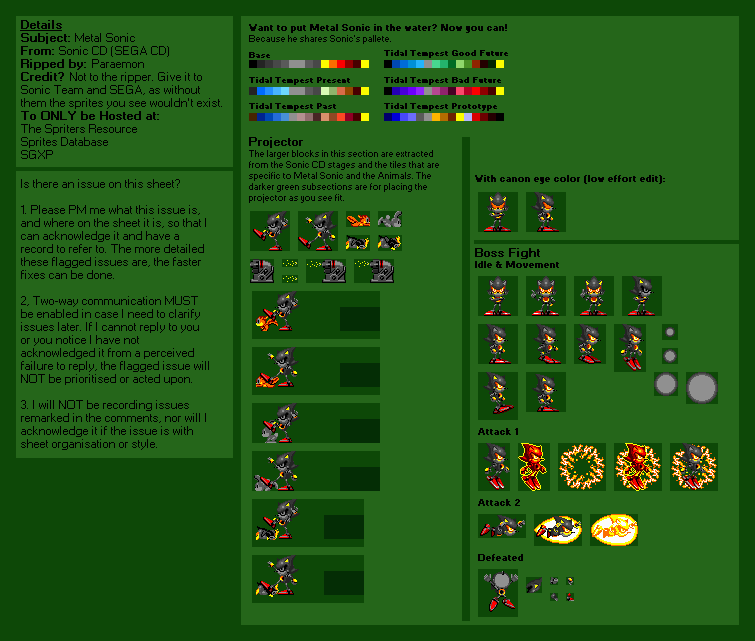 Details
Subject: Metal Sonic
From: Sonic CD (SEGA CD)
Ripped by: Paraemon
Credit? Not to the ripper. Give it to
Sonic Team and SEGA, as without
them the sprites you see wouldn't exist.
To ONLY be Hosted at:
The Spriters Resource
Sprites Database
SGXP
Is there an issue on this sheet?
1. Please PM me what this issue is,
and where on the sheet it is, so that I
can acknowledge it and have a
record to refer to. The more detailed
these flagged issues are, the faster
fixes can be done.
2, Two-way communication MUST
be enabled in case I need to clarify
issues later. If I cannot reply to you
or you notice I have not
acknowledged it from a perceived
failure to reply, the flagged issue will
NOT be prioritised or acted upon.
3. I will NOT be recording issues
remarked in the comments, nor will I
acknowledge it if the issue is with
sheet organisation or style.
Want to put Metal Sonic in the water? Now you can!
Because he shares Sonic's pallete.
Base
Tidal Tempest Good Future
Tidal Tempest Present
Tidal Tempest Bad Future
Tidal Tempest Past
Tidal Tempest Prototype
Projector
The larger blocks in this section are extracted
from the Sonic CD stages and the tiles that are
specific to Metal Sonic and the Animals. The
darker green subsections are for placing the
projector as you see fit.
With canon eye color (low effort edit):
Boss Fight
Idle & Movement
Attack 1
Attack 2
Defeated